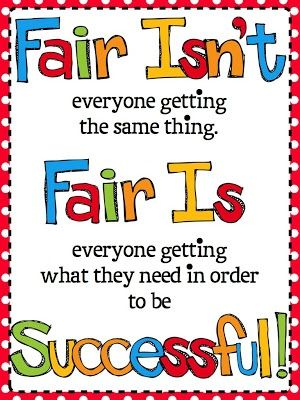 Fair Isn't
everyone getting
the same thing.
Fair Is
everyone getting
what they need in order
to be
Successful!